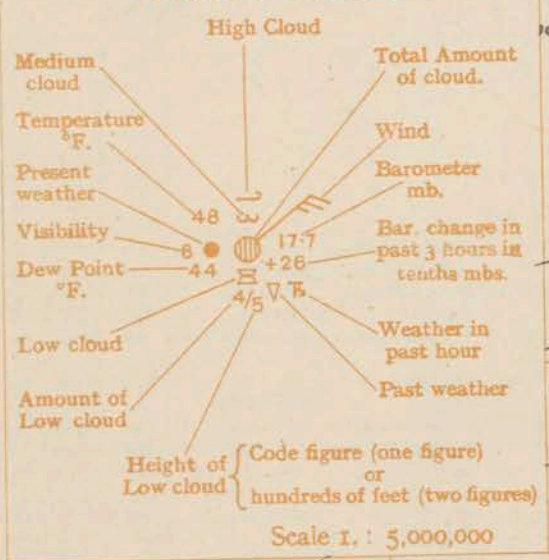 High Cloud
Medium
cloud
Total Amount
of cloud.
Temperature
°F.
Wind
Present
weather
Barometer
mb.
48
Visibility
6
17·7
Bar. change in
past 3 hours in
tenths mbs.
Dew Point
°F.
44
+26
4/5
Low cloud
Weather in
past hour
Amount of
Low cloud
Past weather
Height of
Low cloud
Code figure (one figure)
or
hundreds of feet (two figures)
Scale 1. : 5,000,000